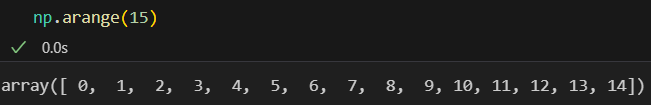 np.arange(15)
0.0s
array([ 0,  1,  2,  3,  4,  5,  6,  7,  8,  9, 10, 11, 12, 13, 14])